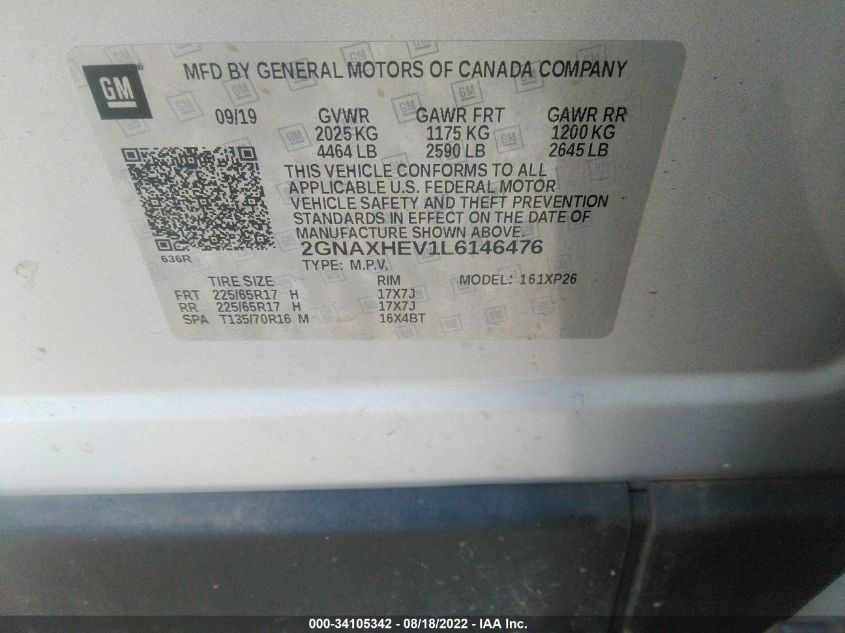 GM
MFD BY GENERAL MOTORS OF CANADA COMPANY
09/19 GVWR GAWR FRT GAWR RR
2025 KG 1175 KG 1200 KG
4464 LB 2590 LB 2645 LB
THIS VEHICLE CONFORMS TO ALL
APPLICABLE U.S. FEDERAL MOTOR
VEHICLE SAFETY AND THEFT PREVENTION
STANDARDS IN EFFECT ON THE DATE OF
MANUFACTURE SHOWN ABOVE.
636R
2GNAXHEV1L6146476
TYPE: M.P.V.
TIRE SIZE RIM MODEL: 161XP26
FRT 225/65R17 H 17X7J
RR 225/65R17 H 17X7J
SPA T135/70R16 M 16X4BT
000-34105342 - 08/18/2022 - IAA Inc.